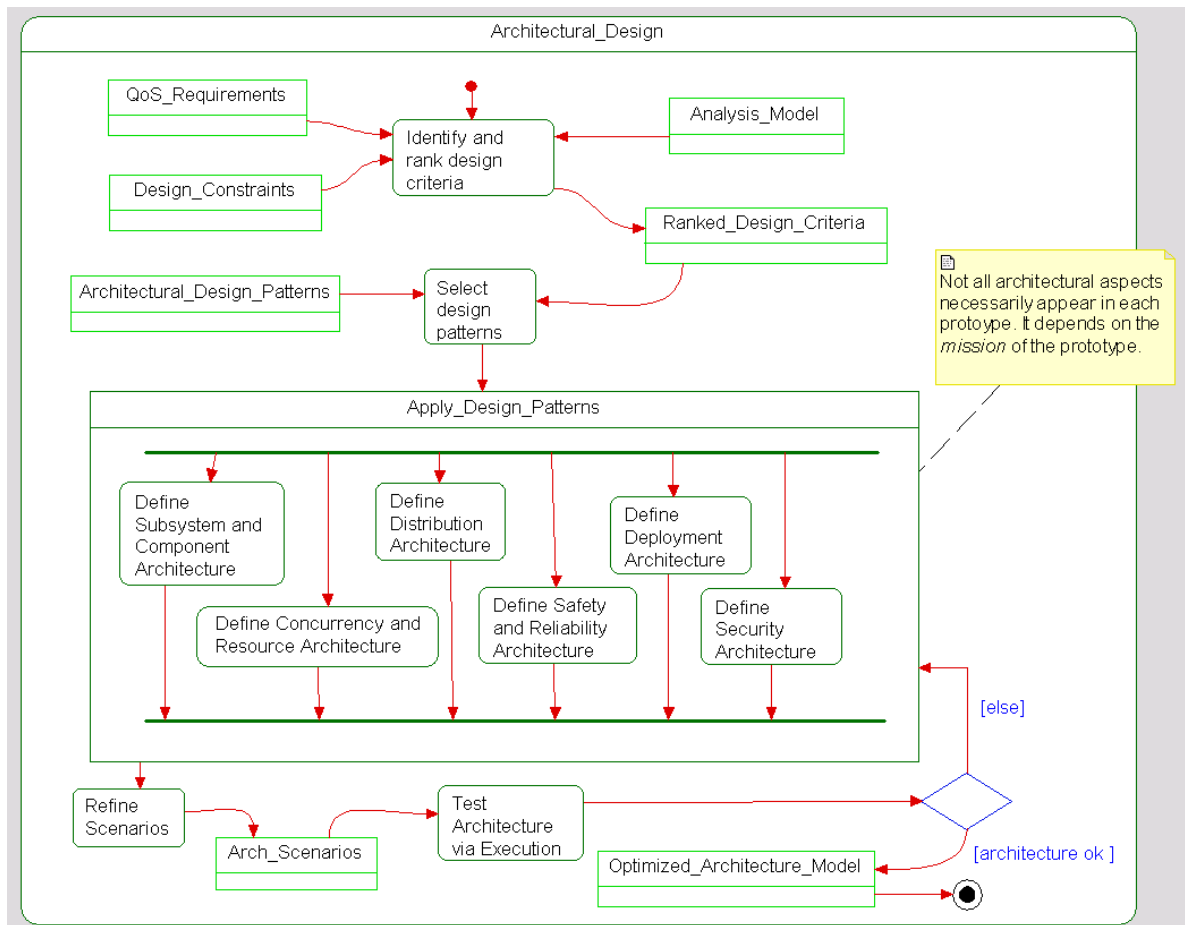 Architectural_Design
QoS_Requirements
Analysis_Model
Identify and
rank design
criteria
Design_Constraints
Ranked_Design_Criteria
Architectural_Design_Patterns
Select
design
patterns
Not all architectural aspects
necessarily appear in each
protoype. It depends on the
mission of the prototype.
Apply_Design_Patterns
Define
Subsystem and
Component
Architecture
Define
Distribution
Architecture
Define
Deployment
Architecture
Define Concurrency and
Resource Architecture
Define Safety
and Reliability
Architecture
Define
Security
Architecture
[else]
Refine
Scenarios
Arch_Scenarios
Test
Architecture
via Execution
[architecture ok ]
Optimized_Architecture_Model